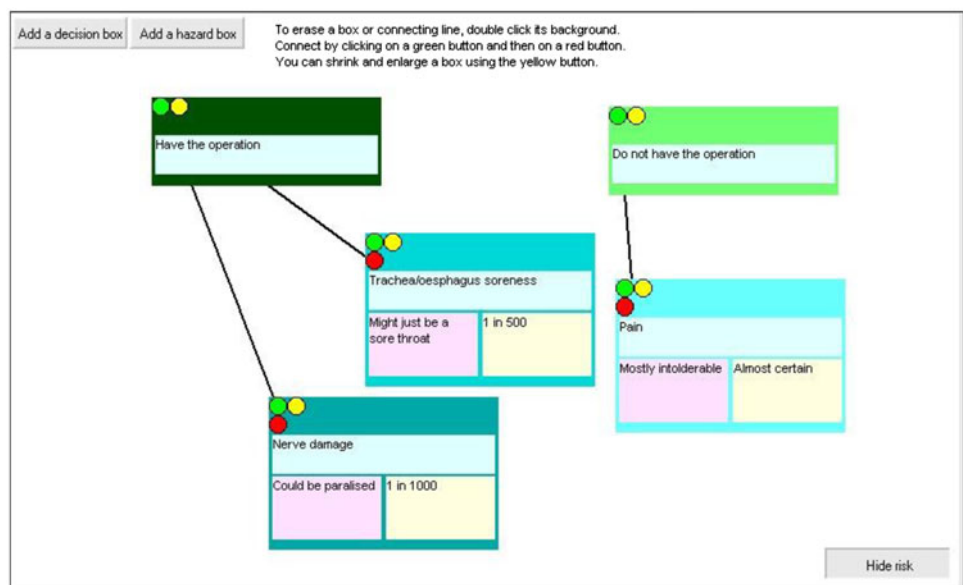 Add a decision box
Add a hazard box
To erase a box or connecting line, double click its background.
Connect by clicking on a green button and then on a red button.
You can shrink and enlarge a box using the yellow button.
Have the operation
Do not have the operation
Trachea/oesphagus soreness
Might just be a
sore throat
1 in 500
Pain
Mostly intolderable
Almost certain
Nerve damage
Could be paralised
1 in 1000
Hide risk